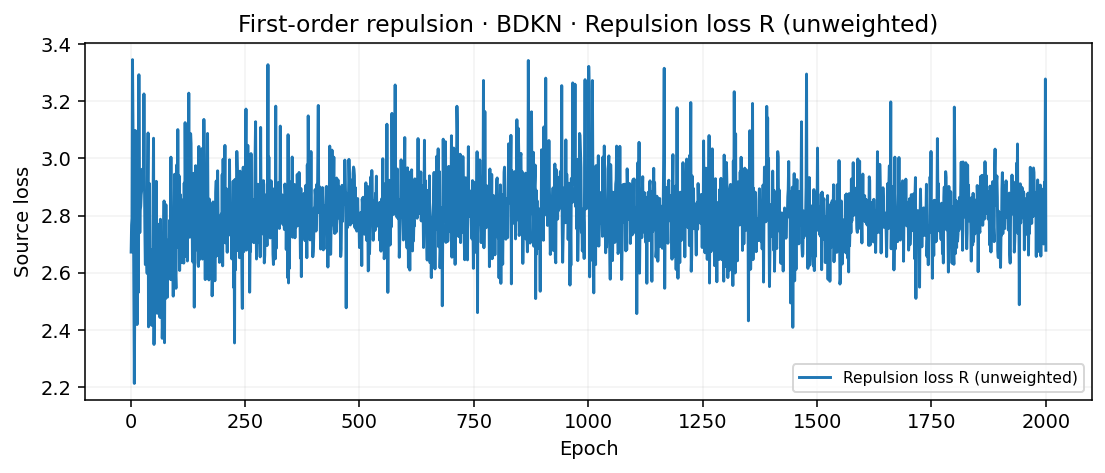 First-order repulsion · BDKN · Repulsion loss R (unweighted)
3.4
3.2
3.0
2.8
2.6
2.4
2.2
Source loss
Repulsion loss R (unweighted)
0 250 500 750 1000 1250 1500 1750 2000
Epoch